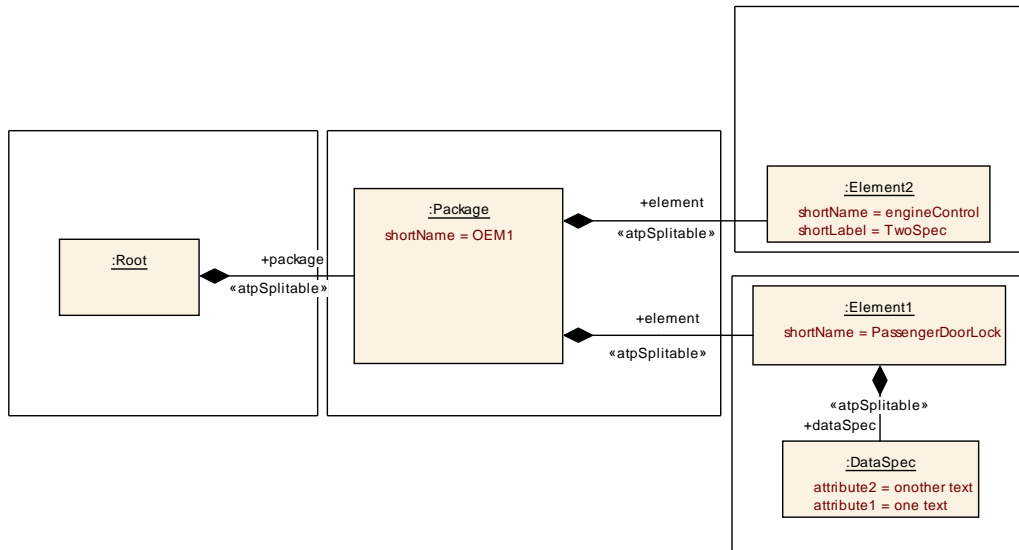 :Root
+package
«atpSplitable»
:Package
shortName = OEM1
+element
«atpSplitable»
:Element2
shortName = engineControl
shortLabel = TwoSpec
+element
«atpSplitable»
:Element1
shortName = PassengerDoorLock
«atpSplitable»
+dataSpec
:DataSpec
attribute2 = onother text
attribute1 = one text